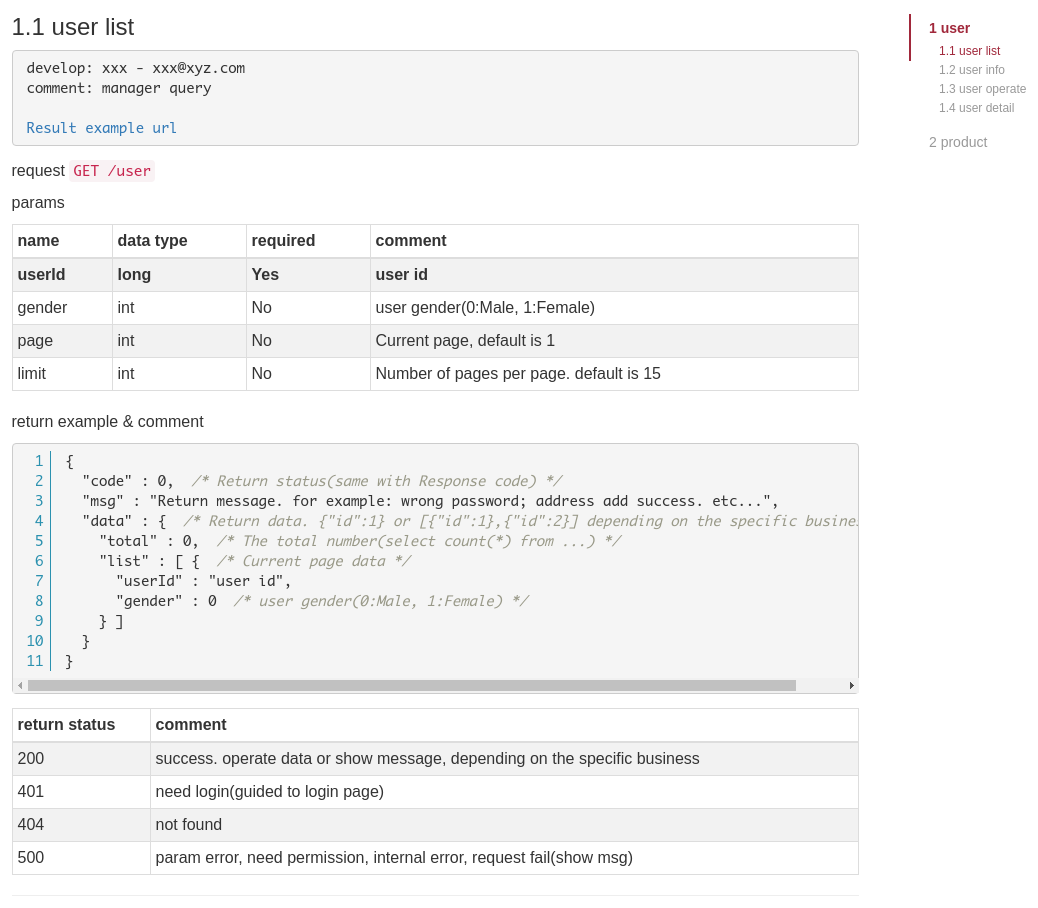 1.1 user list
develop: xxx - xxx@xyz.com
comment: manager query
Result example url
request GET /user
params
name data type required comment
userId long Yes user id
gender int No user gender(0:Male, 1:Female)
page int No Current page, default is 1
limit int No Number of pages per page. default is 15
return example & comment
1 {
2 "code" : 0, /* Return status(same with Response code) */
3 "msg" : "Return message. for example: wrong password; address add success. etc...",
4 "data" : { /* Return data. {"id":1} or [{"id":1},{"id":2}] depending on the specific
5 "total" : 0, /* The total number(select count(*) from ...) */
6 "list" : [ { /* Current page data */
7 "userId" : "user id",
8 "gender" : 0 /* user gender(0:Male, 1:Female) */
9 } ]
10 }
11 }
return status comment
200 success. operate data or show message, depending on the specific business
401 need login(guided to login page)
404 not found
500 param error, need permission, internal error, request fail(show msg)
1 user
1.1 user list
1.2 user info
1.3 user operate
1.4 user detail
2 product